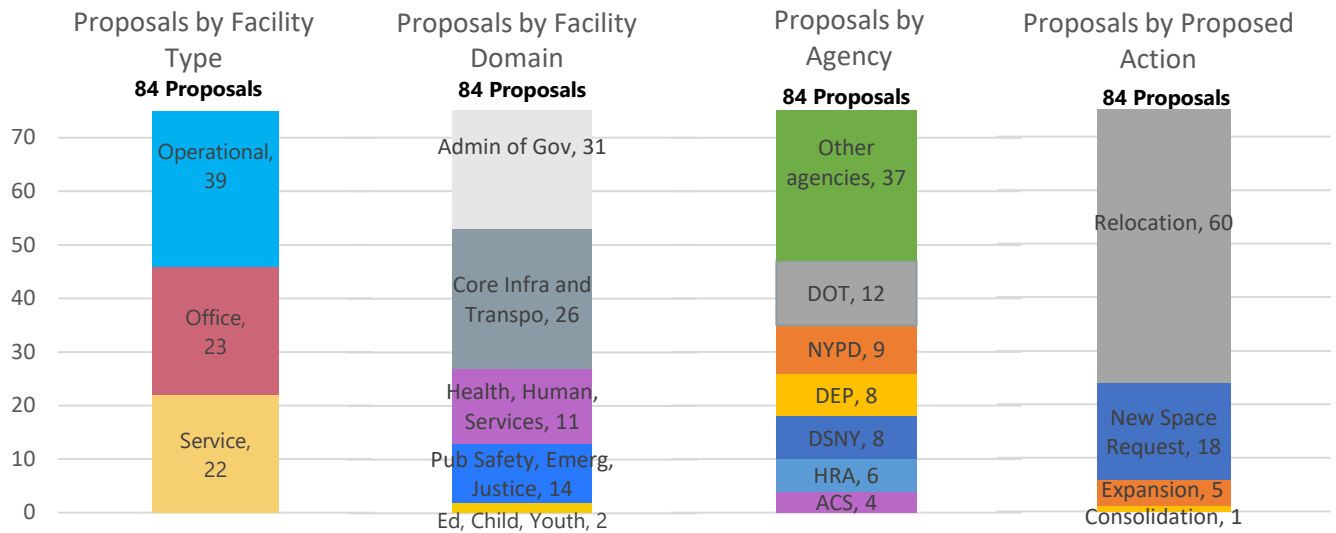 Proposals by Facility
Type
84 Proposals
Proposals by Facility
Domain
84 Proposals
Proposals by
Agency
84 Proposals
Proposals by Proposed
Action
84 Proposals
70
60
50
40
30
20
10
0
Operational,
39
Office,
23
Service,
22
Admin of Gov, 31
Core Infra and
Transpo, 26
Health, Human,
Services, 11
Pub Safety, Emerg,
Justice, 14
Ed, Child, Youth, 2
Other
agencies, 37
DOT, 12
NYPD, 9
DEP, 8
DSNY, 8
HRA, 6
ACS, 4
Relocation, 60
New Space
Request, 18
Expansion, 5
Consolidation, 1